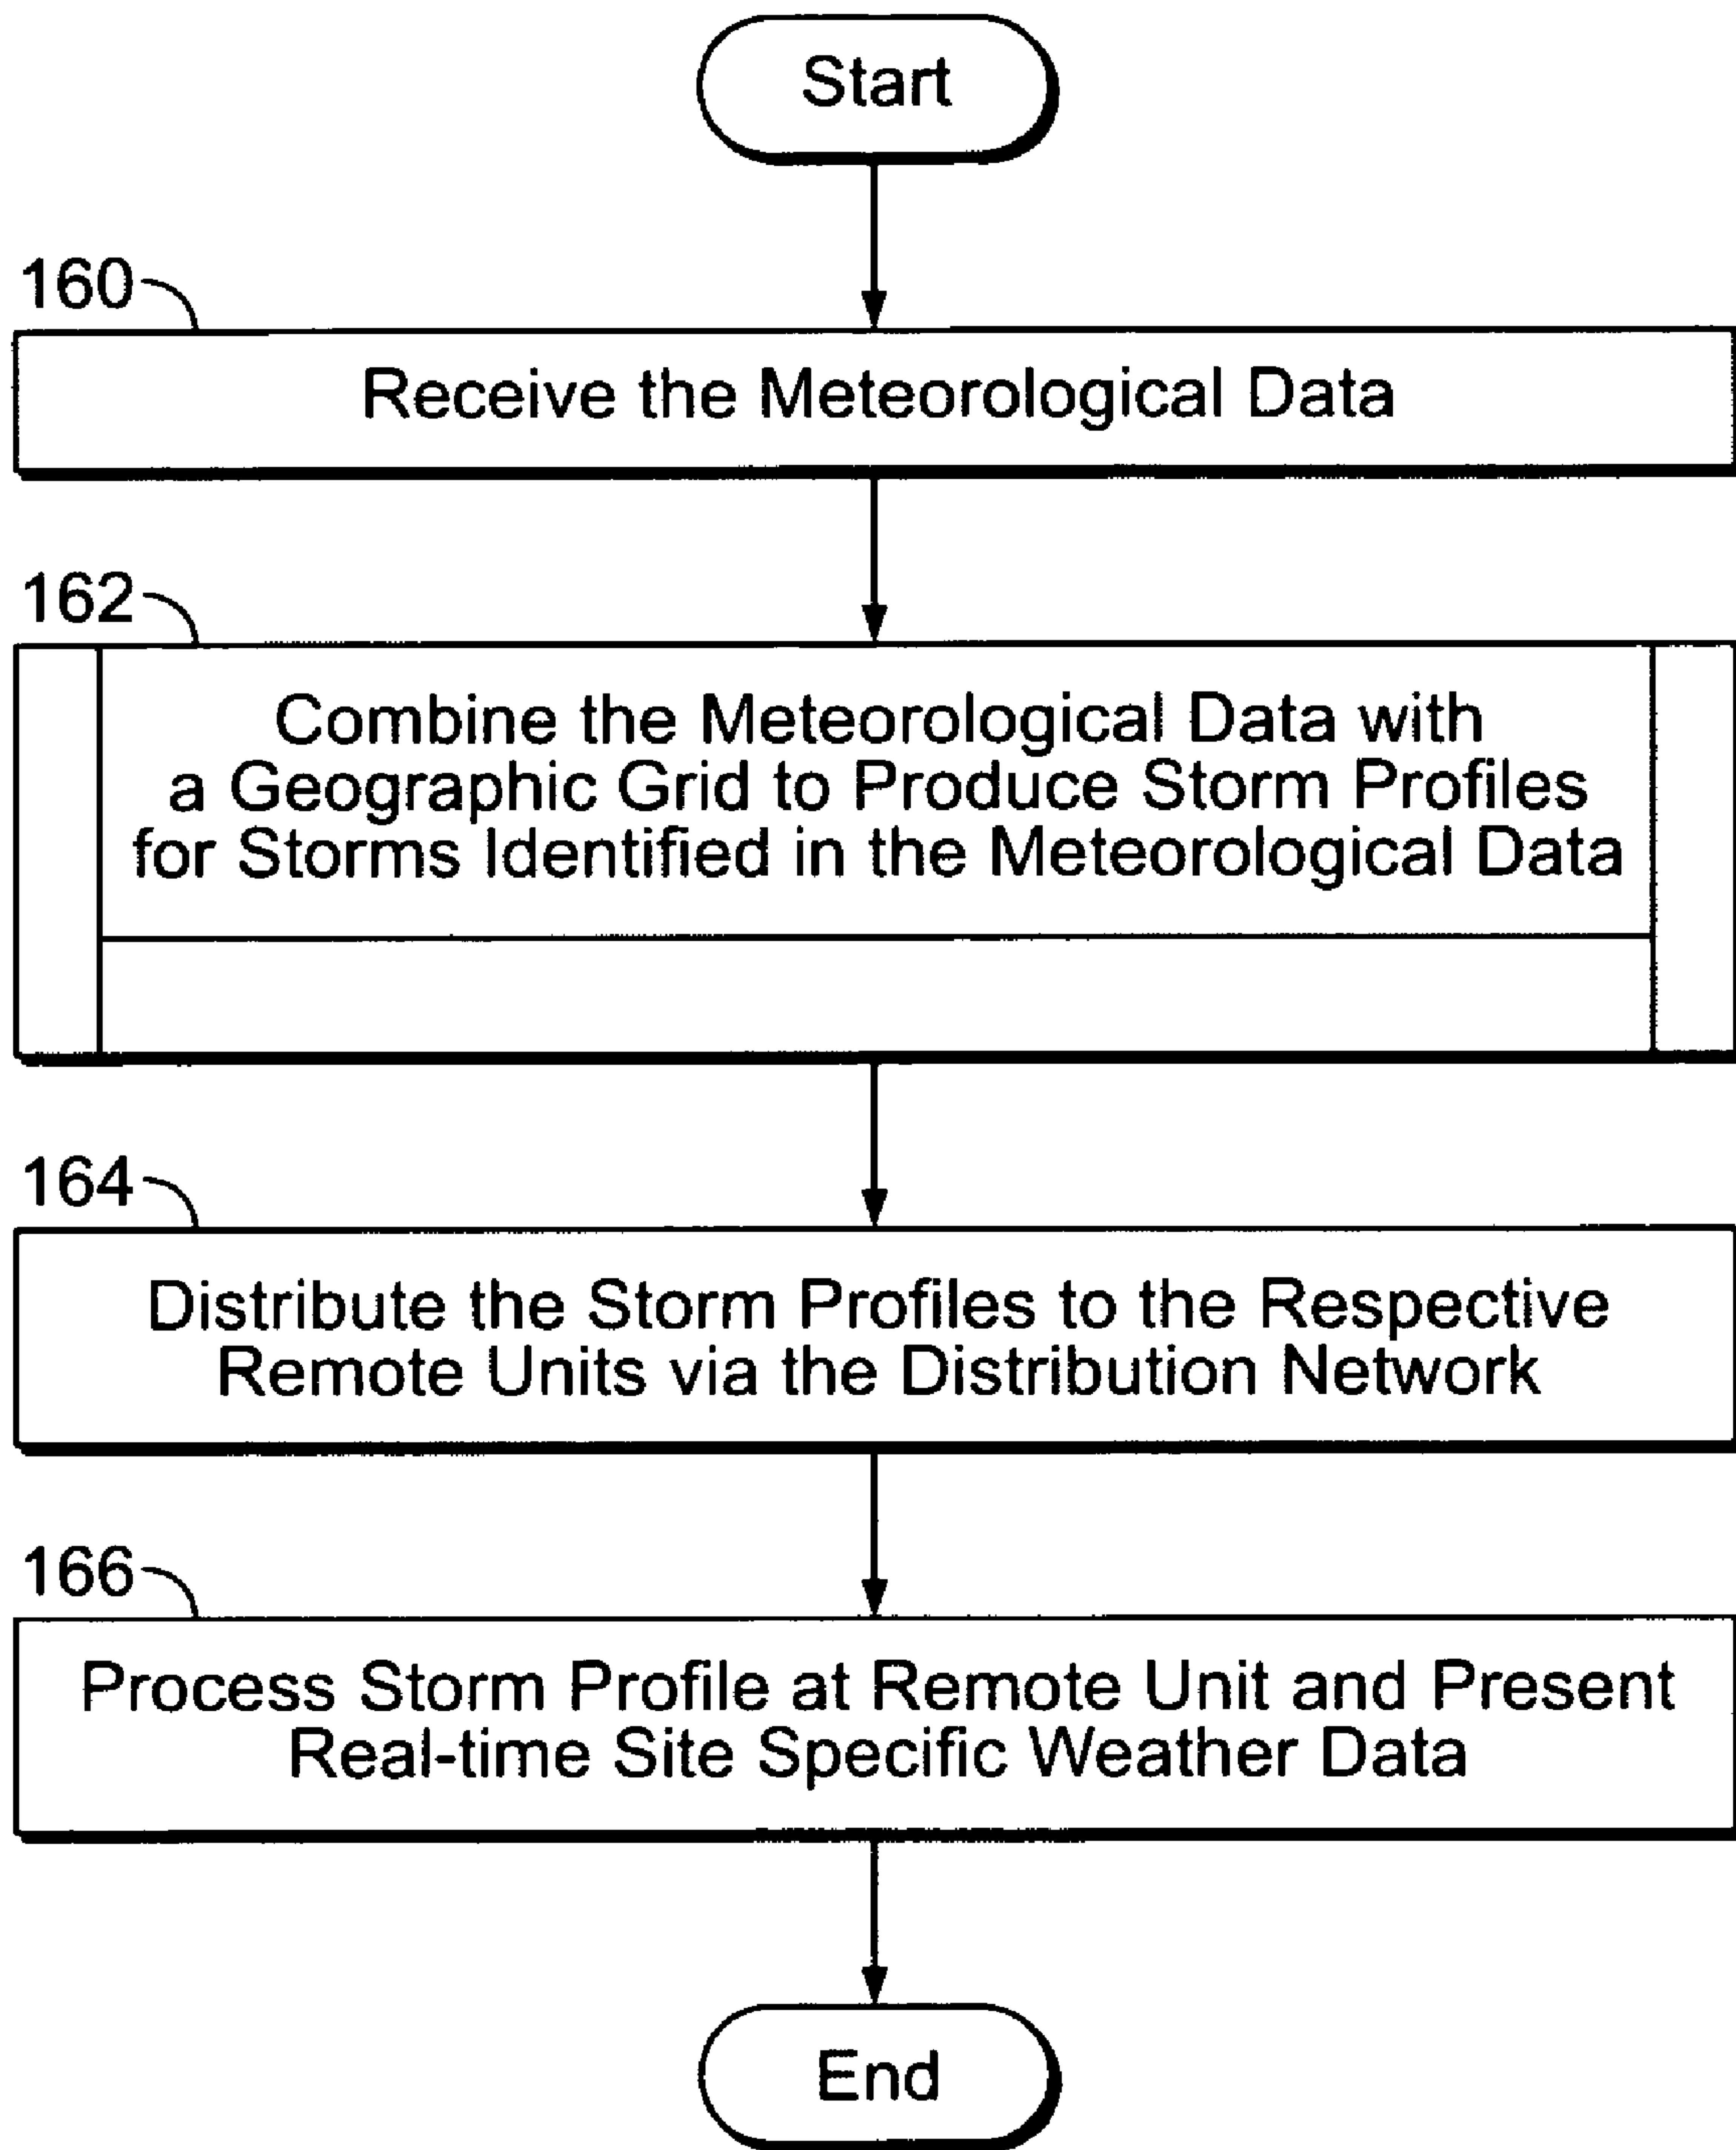 Start
160
Receive the Meteorological Data
162
Combine the Meteorological Data with
a Geographic Grid to Produce Storm Profiles
for Storms Identified in the Meteorological Data
164
Distribute the Storm Profiles to the Respective
Remote Units via the Distribution Network
166
Process Storm Profile at Remote Unit and Present
Real-time Site Specific Weather Data
End